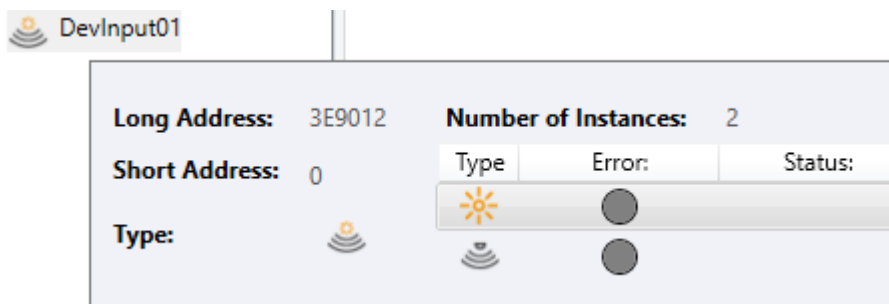 DevInput01
Long Address: 3E9012 Number of Instances: 2
Short Address: 0
Type Error: Status:
Type: